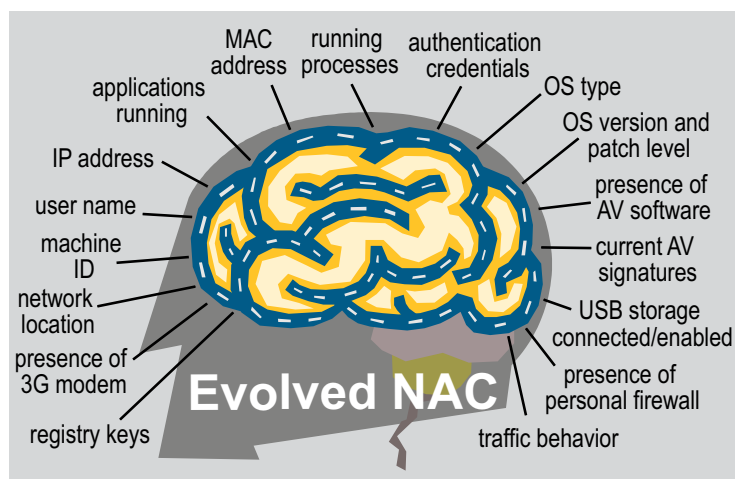 MAC
address
running
processes
authentication
credentials
applications
running
OS type
OS version and
patch level
IP address
presence of
AV software
user name
current AV
signatures
machine
ID
network
location
USB storage
connected/enabled
presence of
3G modem
presence of
personal firewall
Evolved NAC
registry keys
traffic behavior